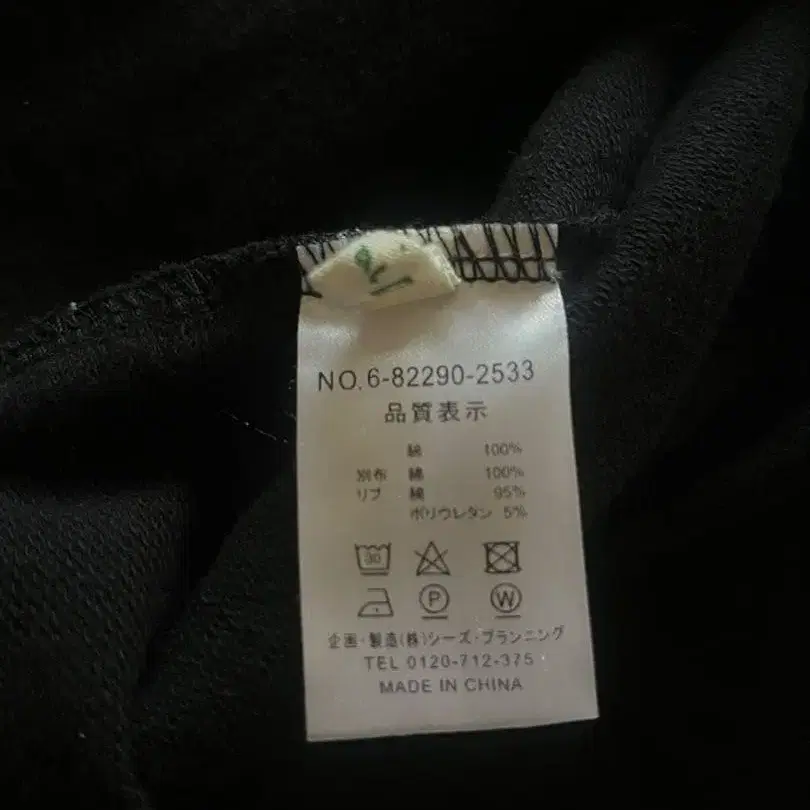 NO.6-82290-2533
品質表示
綿 100%
別布 綿 100%
リブ 綿 95%
ポリウレタン 5%
30
P W
企画・製造(株)シーズ・プランニング
TEL 0120-712-375
MADE IN CHINA